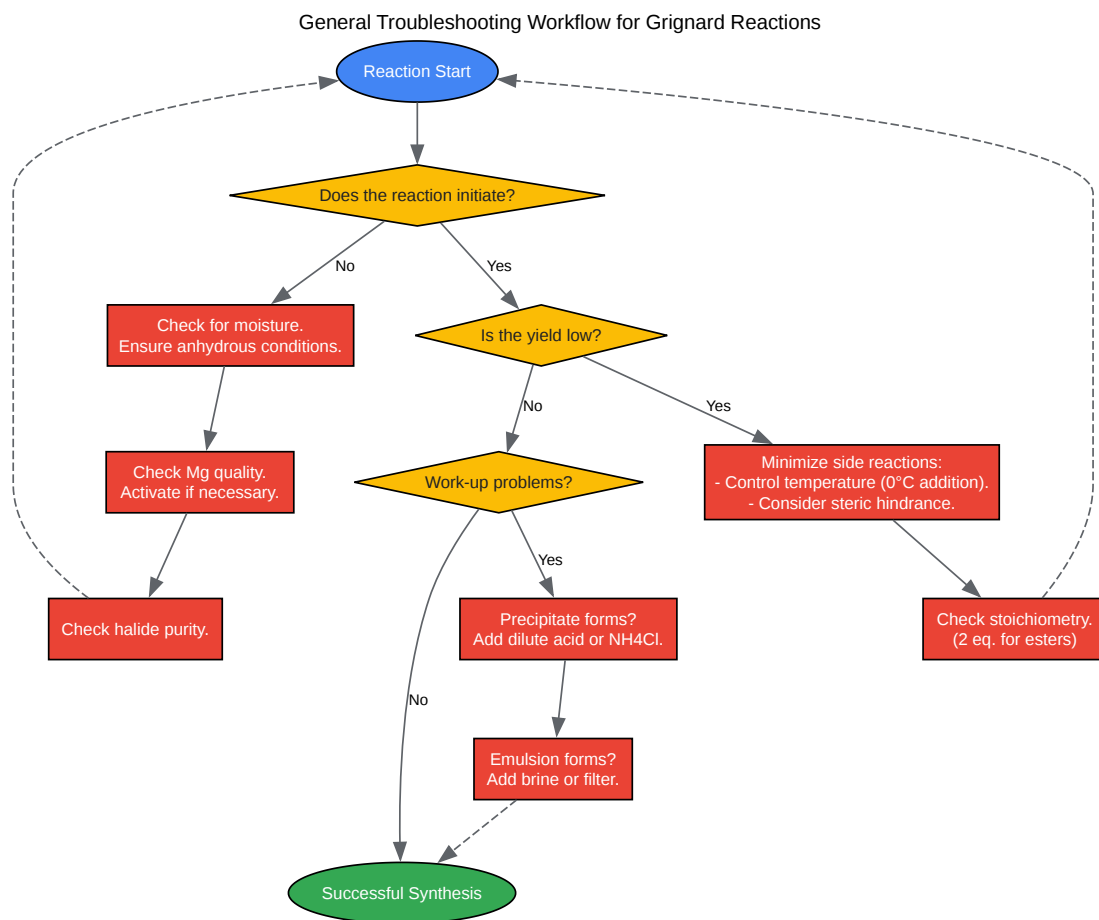 General Troubleshooting Workflow for Grignard Reactions
Reaction Start
Does the reaction initiate?
No
Yes
Check for moisture.
Ensure anhydrous conditions.
Is the yield low?
No
Yes
Check Mg quality.
Activate if necessary.
Work-up problems?
Minimize side reactions:
- Control temperature (0°C addition).
- Consider steric hindrance.
Yes
Check halide purity.
Precipitate forms?
Add dilute acid or NH4Cl.
Check stoichiometry.
(2 eq. for esters)
No
Emulsion forms?
Add brine or filter.
Successful Synthesis